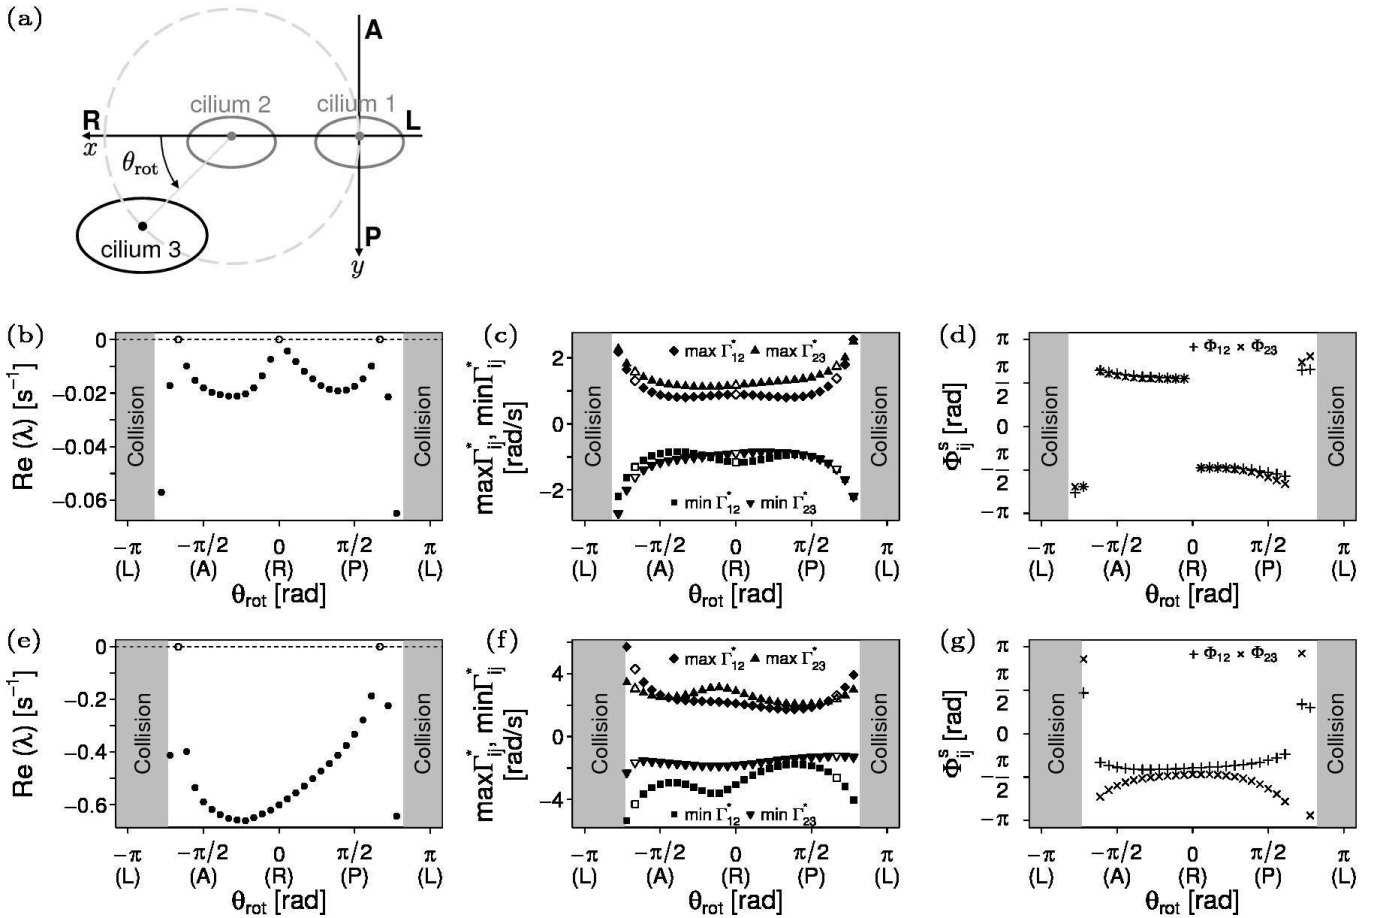 (a)
A
cilium 2
cilium 1
R
L
x
θrot
cilium 3
P
y
(b)
Re (λ) [s⁻¹]
0
−0.02
−0.04
−0.06
Collision
Collision
−π −π/2 0 π/2 π
(L) (A) (R) (P) (L)
θrot [rad]
(c)
maxΓ*ij, minΓ*ij
[rad/s]
2
0
−2
max Γ*12 max Γ*23
Collision
Collision
min Γ*12 min Γ*23
−π −π/2 0 π/2 π
(L) (A) (R) (P) (L)
θrot [rad]
(d)
Φˢij [rad]
π
π/2
0
−π/2
−π
Φ12 Φ23
Collision
Collision
−π −π/2 0 π/2 π
(L) (A) (R) (P) (L)
θrot [rad]
(e)
Re (λ) [s⁻¹]
0
−0.2
−0.4
−0.6
Collision
Collision
−π −π/2 0 π/2 π
(L) (A) (R) (P) (L)
θrot [rad]
(f)
maxΓ*ij, minΓ*ij
[rad/s]
4
2
0
−2
−4
max Γ*12 max Γ*23
Collision
Collision
min Γ*12 min Γ*23
−π −π/2 0 π/2 π
(L) (A) (R) (P) (L)
θrot [rad]
(g)
Φˢij [rad]
π
π/2
0
−π/2
−π
Φ12 Φ23
Collision
Collision
−π −π/2 0 π/2 π
(L) (A) (R) (P) (L)
θrot [rad]